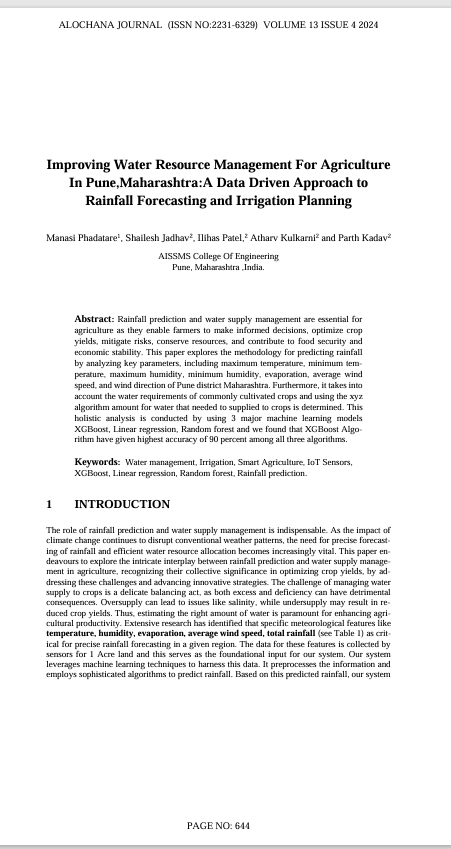 ALOCHANA JOURNAL (ISSN NO:2231-6329) VOLUME 13 ISSUE 4 2024
Improving Water Resource Management For Agriculture
In Pune,Maharashtra:A Data Driven Approach to
Rainfall Forecasting and Irrigation Planning
Manasi Phadatare¹, Shailesh Jadhav², Ilihas Patel,² Atharv Kulkarni² and Parth Kadav²
AISSMS College Of Engineering
Pune, Maharashtra ,India.
Abstract: Rainfall prediction and water supply management are essential for
agriculture as they enable farmers to make informed decisions, optimize crop
yields, mitigate risks, conserve resources, and contribute to food security and
economic stability. This paper explores the methodology for predicting rainfall
by analyzing key parameters, including maximum temperature, minimum tem-
perature, maximum humidity, minimum humidity, evaporation, average wind
speed, and wind direction of Pune district Maharashtra. Furthermore, it takes into
account the water requirements of commonly cultivated crops and using the xyz
algorithm amount for water that needed to supplied to crops is determined. This
holistic analysis is conducted by using 3 major machine learning models
XGBoost, Linear regression, Random forest and we found that XGBoost Algo-
rithm have given highest accuracy of 90 percent among all three algorithms.
Keywords: Water management, Irrigation, Smart Agriculture, IoT Sensors,
XGBoost, Linear regression, Random forest, Rainfall prediction.
1 INTRODUCTION
The role of rainfall prediction and water supply management is indispensable. As the impact of
climate change continues to disrupt conventional weather patterns, the need for precise forecast-
ing of rainfall and efficient water resource allocation becomes increasingly vital. This paper en-
deavours to explore the intricate interplay between rainfall prediction and water supply manage-
ment in agriculture, recognizing their collective significance in optimizing crop yields, by ad-
dressing these challenges and advancing innovative strategies. The challenge of managing water
supply to crops is a delicate balancing act, as both excess and deficiency can have detrimental
consequences. Oversupply can lead to issues like salinity, while undersupply may result in re-
duced crop yields. Thus, estimating the right amount of water is paramount for enhancing agri-
cultural productivity. Extensive research has identified that specific meteorological features like
temperature, humidity, evaporation, average wind speed, total rainfall (see Table 1) as crit-
ical for precise rainfall forecasting in a given region. The data for these features is collected by
sensors for 1 Acre land and this serves as the foundational input for our system. Our system
leverages machine learning techniques to harness this data. It preprocesses the information and
employs sophisticated algorithms to predict rainfall. Based on this predicted rainfall, our system
PAGE NO: 644